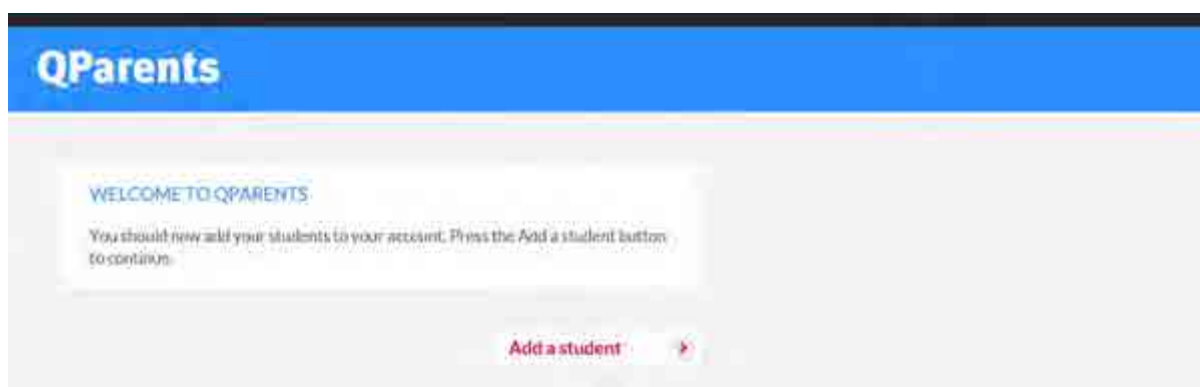 QParents
WELCOME TO QPARENTS
You should now add your students to your account. Press the Add a student button
to continue.
Add a student